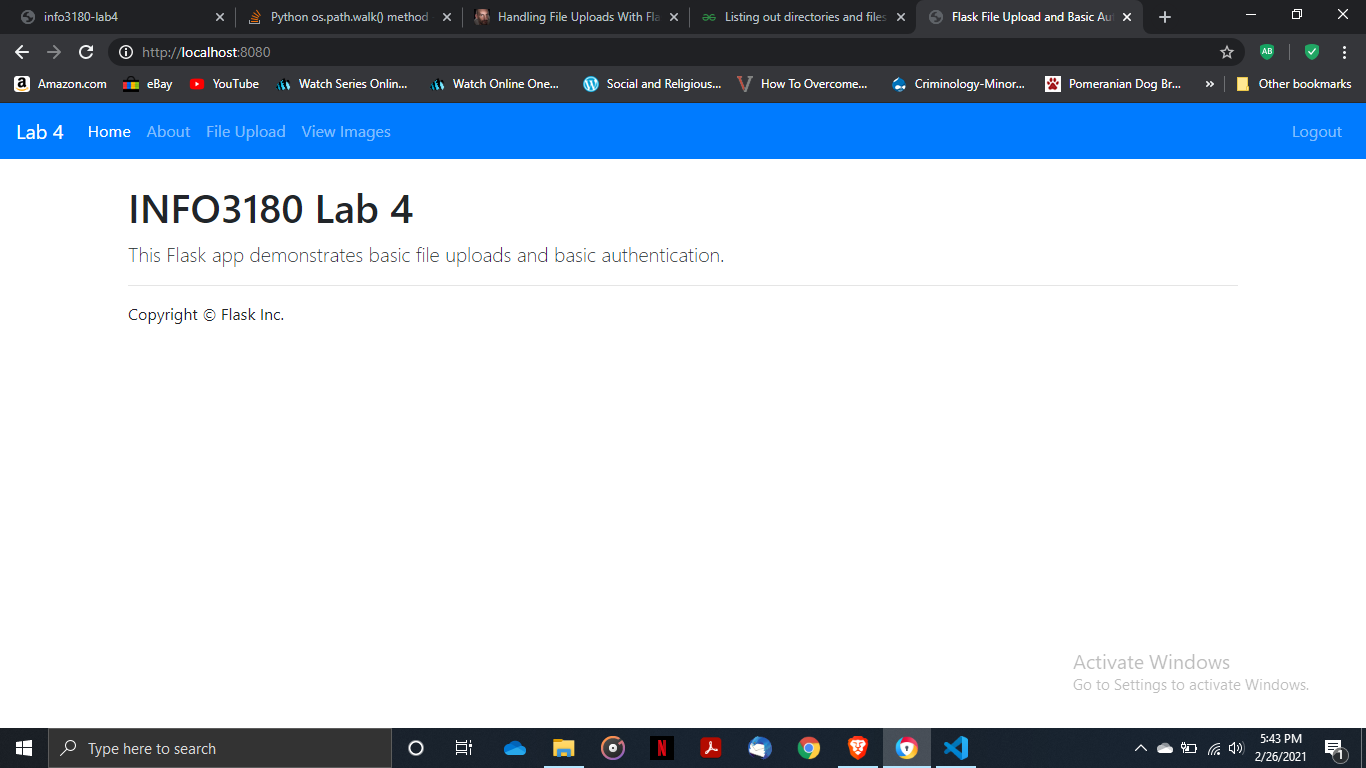 info3180-lab4
Python os.path.walk() method
Handling File Uploads With Fla
Listing out directories and files
Flask File Upload and Basic Aut
http://localhost:8080
Amazon.com
eBay
YouTube
Watch Series Onlin...
Watch Online One...
Social and Religious...
How To Overcome...
Criminology-Minor...
Pomeranian Dog Br...
»
Other bookmarks
Lab 4 Home About File Upload View Images Logout
INFO3180 Lab 4
This Flask app demonstrates basic file uploads and basic authentication.
Copyright © Flask Inc.
Activate Windows
Go to Settings to activate Windows.
Type here to search
5:43 PM
2/26/2021
1